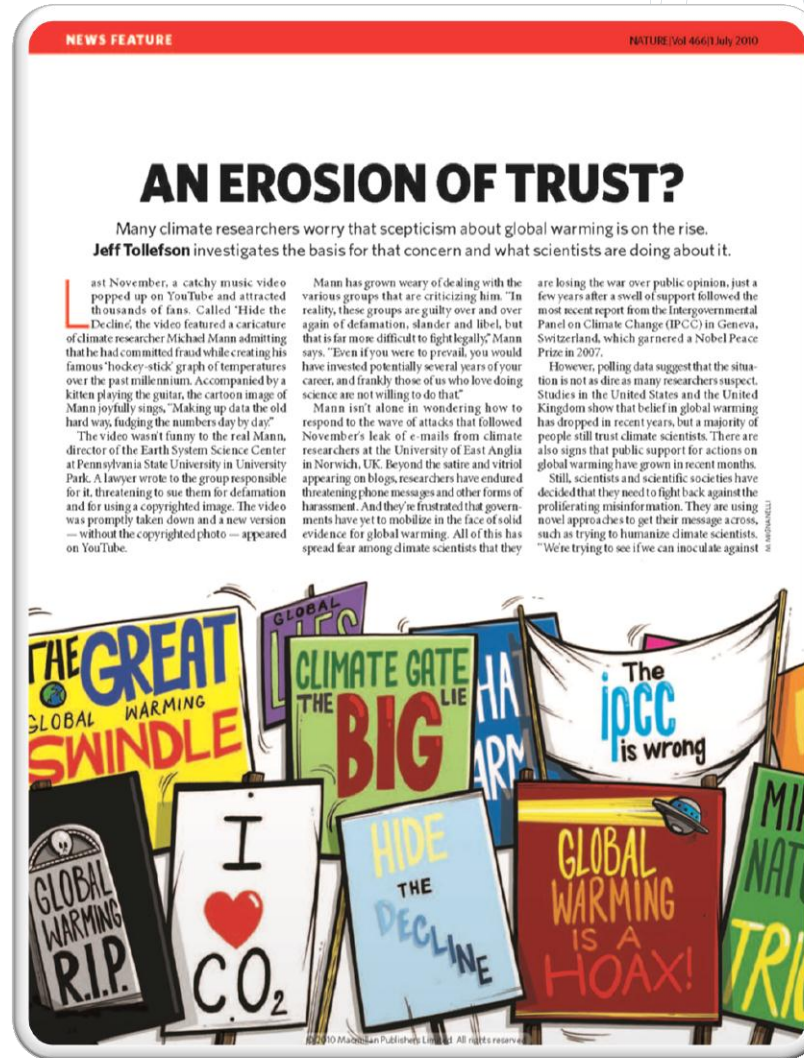 NEWS FEATURE
NATURE|Vol 466|1 July 2010
AN EROSION OF TRUST?
Many climate researchers worry that scepticism about global warming is on the rise.
Jeff Tollefson investigates the basis for that concern and what scientists are doing about it.
Last November, a catchy music video
popped up on YouTube and attracted
thousands of fans. Called 'Hide the
Decline', the video featured a caricature
of climate researcher Michael Mann admitting
that he had committed fraud while creating his
famous 'hockey-stick' graph of temperatures
over the past millennium. Accompanied by a
kitten playing the guitar, the cartoon image of
Mann joyfully sings, "Making up data the old
hard way, fudging the numbers day by day."
The video wasn't funny to the real Mann,
director of the Earth System Science Center
at Pennsylvania State University in University
Park. A lawyer wrote to the group responsible
for it, threatening to sue them for defamation
and for using a copyrighted image. The video
was promptly taken down and a new version
— without the copyrighted photo — appeared
on YouTube.
Mann has grown weary of dealing with the
various groups that are criticizing him. "In
reality, these groups are guilty over and over
again of defamation, slander and libel, but
that is far more difficult to fight legally," Mann
says. "Even if you were to prevail, you would
have invested potentially several years of your
career, and frankly those of us who love doing
science are not willing to do that."
Mann isn't alone in wondering how to
respond to the wave of attacks that followed
November's leak of e-mails from climate
researchers at the University of East Anglia
in Norwich, UK. Beyond the satire and vitriol
appearing on blogs, researchers have endured
threatening phone messages and other forms of
harassment. And they're frustrated that govern-
ments have yet to mobilize in the face of solid
evidence for global warming. All of this has
spread fear among climate scientists that they
are losing the war over public opinion, just a
few years after a swell of support followed the
most recent report from the Intergovernmental
Panel on Climate Change (IPCC) in Geneva,
Switzerland, which garnered a Nobel Peace
Prize in 2007.
However, polling data suggest that the situa-
tion is not as dire as many researchers suspect.
Studies in the United States and the United
Kingdom show that belief in global warming
has dropped in recent years, but a majority of
people still trust climate scientists. There are
also signs that public support for actions on
global warming have grown in recent months.
Still, scientists and scientific societies have
decided that they need to fight back against the
proliferating misinformation. They are using
novel approaches to get their message across,
such as trying to humanize climate scientists.
"We're trying to see if we can inoculate against
M. MIGNANELLI
THE GREAT
GLOBAL WARMING
SWINDLE
GLOBAL
LIES
CLIMATE GATE
THE BIG LIE
The
ipcc
is wrong
GLOBAL
WARMING
R.I.P.
I
CO2
HIDE
THE
DECLINE
GLOBAL
WARMING
IS A
HOAX!
© 2010 Macmillan Publishers Limited. All rights reserved